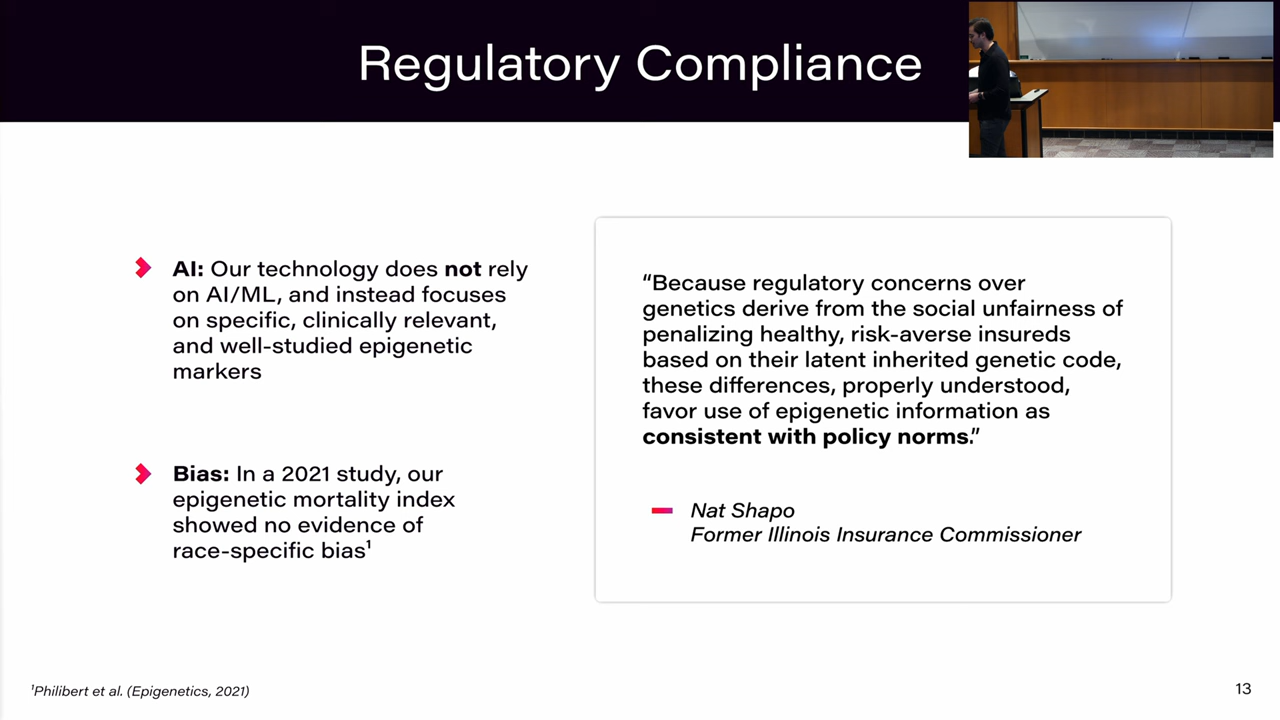 Regulatory Compliance
AI: Our technology does not rely
on AI/ML, and instead focuses
on specific, clinically relevant,
and well-studied epigenetic
markers
Bias: In a 2021 study, our
epigenetic mortality index
showed no evidence of
race-specific bias¹
“Because regulatory concerns over
genetics derive from the social unfairness of
penalizing healthy, risk-averse insureds
based on their latent inherited genetic code,
these differences, properly understood,
favor use of epigenetic information as
consistent with policy norms.”
Nat Shapo
Former Illinois Insurance Commissioner
¹Philibert et al. (Epigenetics, 2021)
13